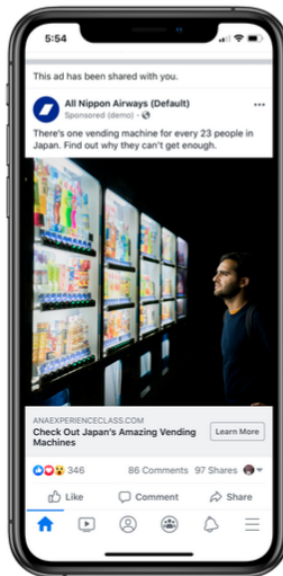 5:54
This ad has been shared with you.
All Nippon Airways (Default)
Sponsored (demo) ·
There's one vending machine for every 23 people in
Japan. Find out why they can't get enough.
ANAEXPERIENCECLASS.COM
Check Out Japan's Amazing Vending
Machines
Learn More
346
86 Comments 97 Shares
Like
Comment
Share